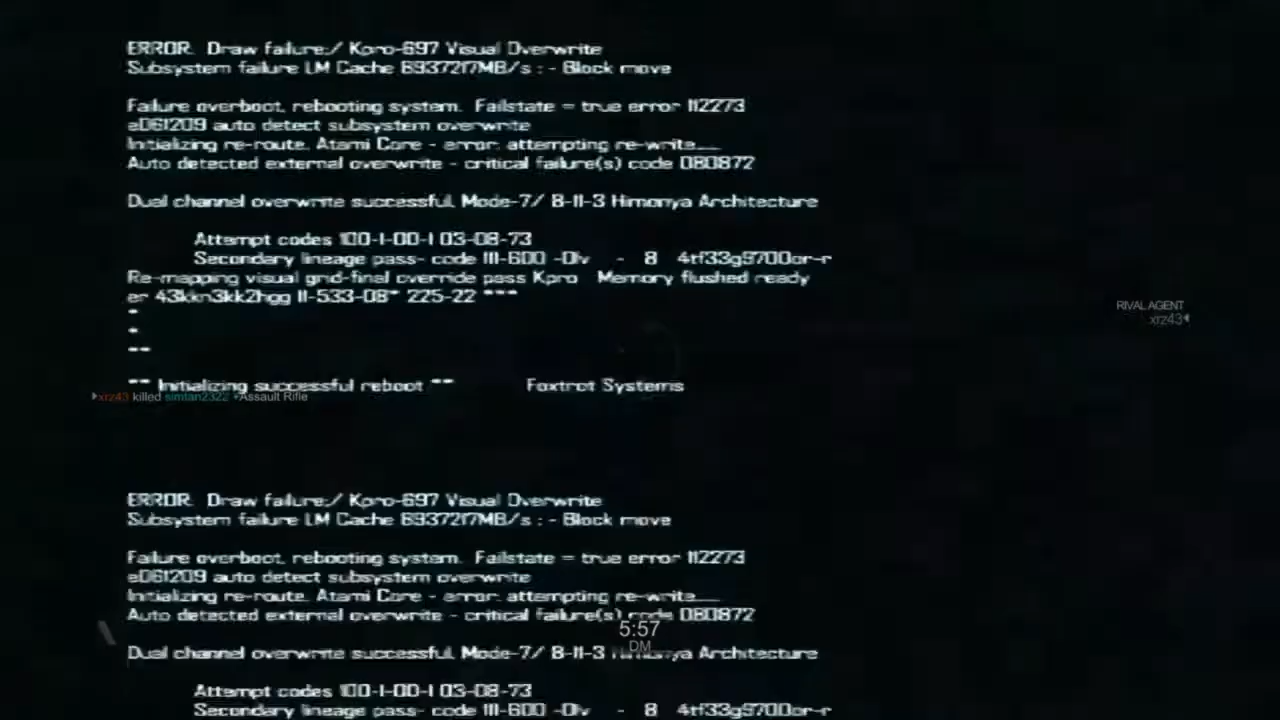 ERROR. Draw failure:/ Kpro-697 Visual Overwrite
Subsystem failure LM Cache 6937217MB/s : - Block move
Failure overboot, rebooting system. Failstate = true error 112273
e061209 auto detect subsystem overwrite
Initializing re-route. Atami Core - error: attempting re-write___
Auto detected external overwrite - critical failure(s) code 080872
Dual channel overwrite successful. Mode-7/ 8-11-3 Himonya Architecture
Attempt codes 100-1-00-1 03-08-73
Secondary lineage pass- code 111-600 -Div - 8 4tf33g9700or-r
Re-mapping visual grid-final override pass Kpro Memory flushed ready
er 43kkn3kk2hgg 11-533-08* 225-22 ***
*
*
**
RIVAL AGENT
xrz43
** Initializing successful reboot ** Foxtrot Systems
xrz43 killed simtan2322 •Assault Rifle
ERROR. Draw failure:/ Kpro-697 Visual Overwrite
Subsystem failure LM Cache 6937217MB/s : - Block move
Failure overboot, rebooting system. Failstate = true error 112273
e061209 auto detect subsystem overwrite
Initializing re-route. Atami Core - error: attempting re-write___
Auto detected external overwrite - critical failure(s) code 080872
5:57
DM
Dual channel overwrite successful. Mode-7/ 8-11-3 Himonya Architecture
Attempt codes 100-1-00-1 03-08-73
Secondary lineage pass- code 111-600 -Div - 8 4tf33g9700or-r